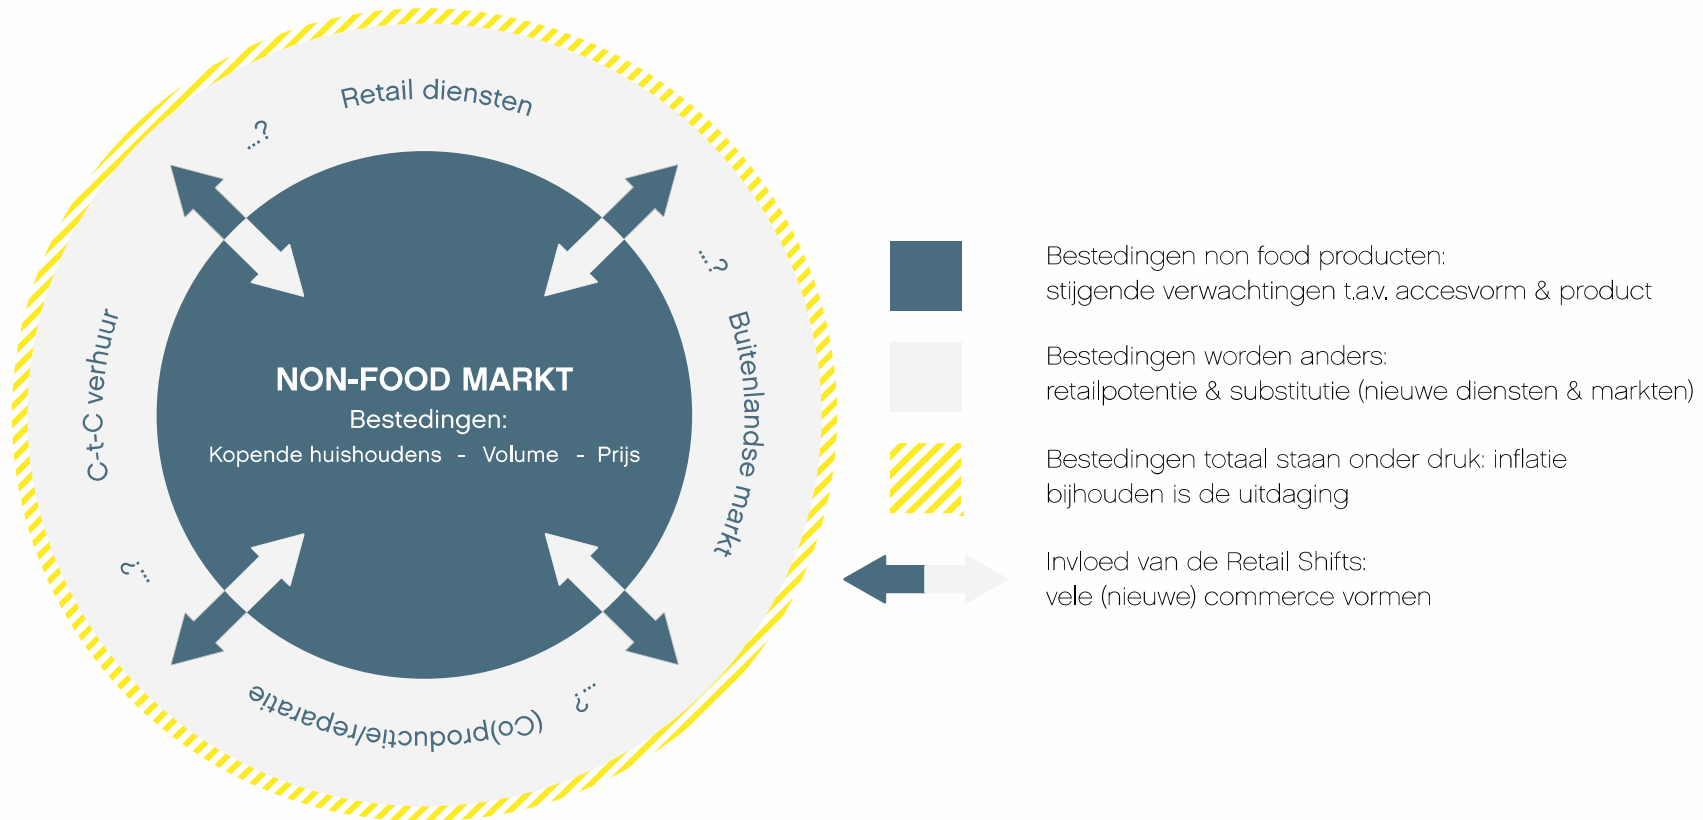 Retail diensten
...?
...?
Buitenlandse markt
C-t-C verhuur
NON-FOOD MARKT
Bestedingen:
Kopende huishoudens - Volume - Prijs
...?
...?
(Co)productie/reparatie
Bestedingen non food producten:
stijgende verwachtingen t.a.v. accesvorm & product
Bestedingen worden anders:
retailpotentie & substitutie (nieuwe diensten & markten)
Bestedingen totaal staan onder druk: inflatie
bijhouden is de uitdaging
Invloed van de Retail Shifts:
vele (nieuwe) commerce vormen